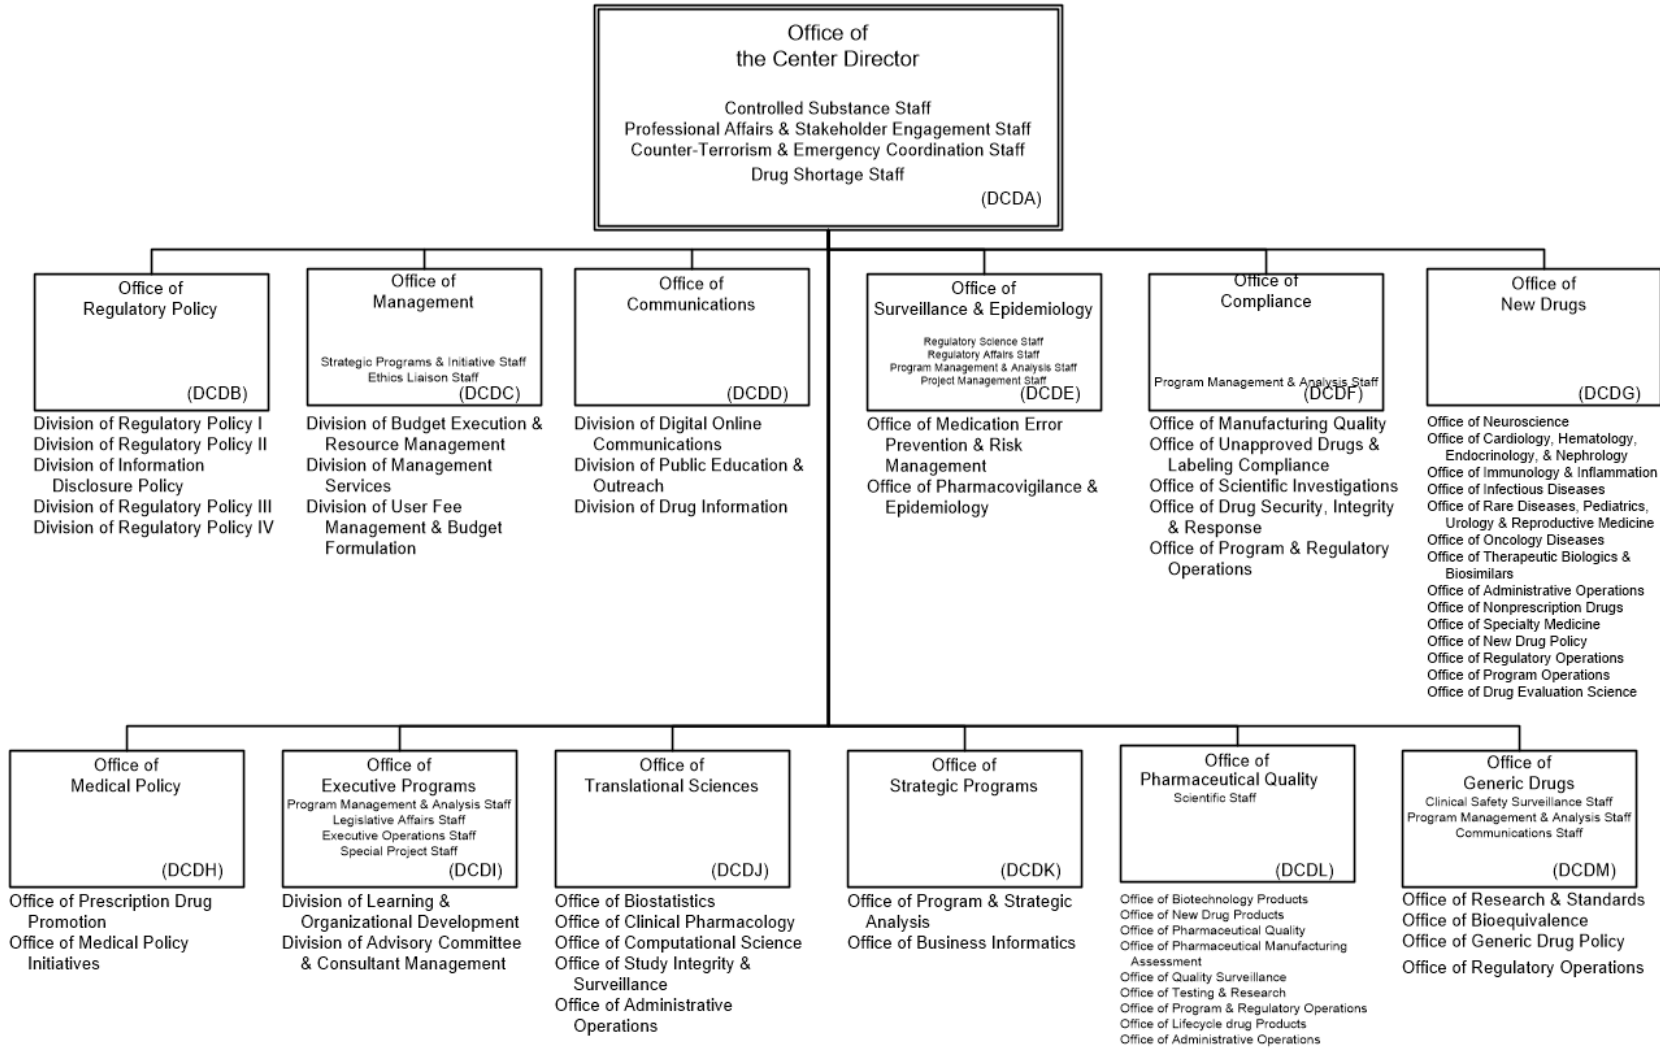 Office of
the Center Director
Controlled Substance Staff
Professional Affairs & Stakeholder Engagement Staff
Counter-Terrorism & Emergency Coordination Staff
Drug Shortage Staff
(DCDA)
Office of
Regulatory Policy
(DCDB)
Division of Regulatory Policy I
Division of Regulatory Policy II
Division of Information
Disclosure Policy
Division of Regulatory Policy III
Division of Regulatory Policy IV
Office of
Management
Strategic Programs & Initiative Staff
Ethics Liaison Staff
(DCDC)
Division of Budget Execution &
Resource Management
Division of Management
Services
Division of User Fee
Management & Budget
Formulation
Office of
Communications
(DCDD)
Division of Digital Online
Communications
Division of Public Education &
Outreach
Division of Drug Information
Office of
Surveillance & Epidemiology
Regulatory Science Staff
Regulatory Affairs Staff
Program Management & Analysis Staff
Project Management Staff
(DCDE)
Office of Medication Error
Prevention & Risk
Management
Office of Pharmacovigilance &
Epidemiology
Office of
Compliance
Program Management & Analysis Staff
(DCDF)
Office of Manufacturing Quality
Office of Unapproved Drugs &
Labeling Compliance
Office of Scientific Investigations
Office of Drug Security, Integrity
& Response
Office of Program & Regulatory
Operations
Office of
New Drugs
(DCDG)
Office of Neuroscience
Office of Cardiology, Hematology,
Endocrinology, & Nephrology
Office of Immunology & Inflammation
Office of Infectious Diseases
Office of Rare Diseases, Pediatrics,
Urology & Reproductive Medicine
Office of Oncology Diseases
Office of Therapeutic Biologics &
Biosimilars
Office of Administrative Operations
Office of Nonprescription Drugs
Office of Specialty Medicine
Office of New Drug Policy
Office of Regulatory Operations
Office of Program Operations
Office of Drug Evaluation Science
Office of
Medical Policy
(DCDH)
Office of Prescription Drug
Promotion
Office of Medical Policy
Initiatives
Office of
Executive Programs
Program Management & Analysis Staff
Legislative Affairs Staff
Executive Operations Staff
Special Project Staff
(DCDI)
Division of Learning &
Organizational Development
Division of Advisory Committee
& Consultant Management
Office of
Translational Sciences
(DCDJ)
Office of Biostatistics
Office of Clinical Pharmacology
Office of Computational Science
Office of Study Integrity &
Surveillance
Office of Administrative
Operations
Office of
Strategic Programs
(DCDK)
Office of Program & Strategic
Analysis
Office of Business Informatics
Office of
Pharmaceutical Quality
Scientific Staff
(DCDL)
Office of Biotechnology Products
Office of New Drug Products
Office of Pharmaceutical Quality
Office of Pharmaceutical Manufacturing
Assessment
Office of Quality Surveillance
Office of Testing & Research
Office of Program & Regulatory Operations
Office of Lifecycle drug Products
Office of Administrative Operations
Office of
Generic Drugs
Clinical Safety Surveillance Staff
Program Management & Analysis Staff
Communications Staff
(DCDM)
Office of Research & Standards
Office of Bioequivalence
Office of Generic Drug Policy
Office of Regulatory Operations